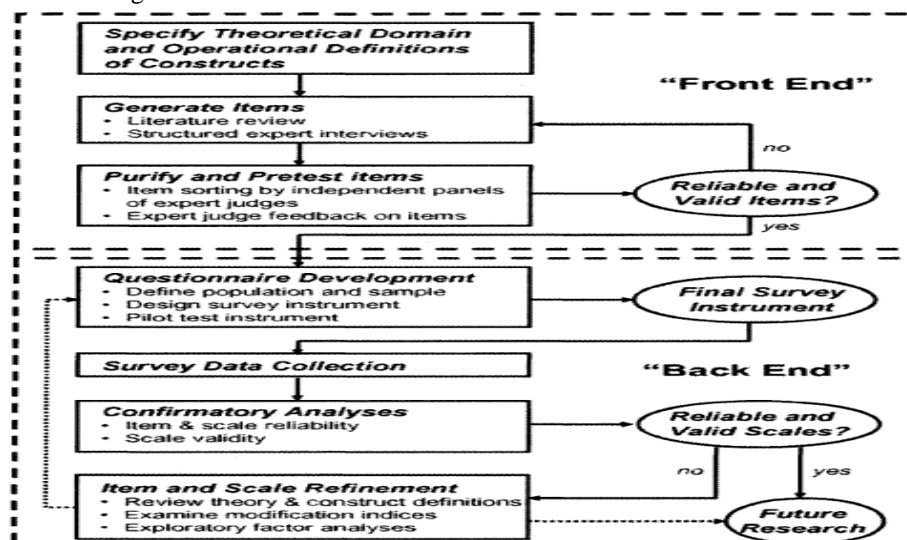 Specify Theoretical Domain
and Operational Definitions
of Constructs
"Front End"
Generate Items
• Literature review
• Structured expert interviews
no
Purify and Pretest items
• Item sorting by independent panels
of expert judges
• Expert judge feedback on items
Reliable and
Valid Items?
yes
Questionnaire Development
• Define population and sample
• Design survey instrument
• Pilot test instrument
Final Survey
Instrument
Survey Data Collection
"Back End"
Confirmatory Analyses
• Item & scale reliability
• Scale validity
Reliable and
Valid Scales?
no
yes
Item and Scale Refinement
• Review theory & construct definitions
• Examine modification indices
• Exploratory factor analyses
Future
Research